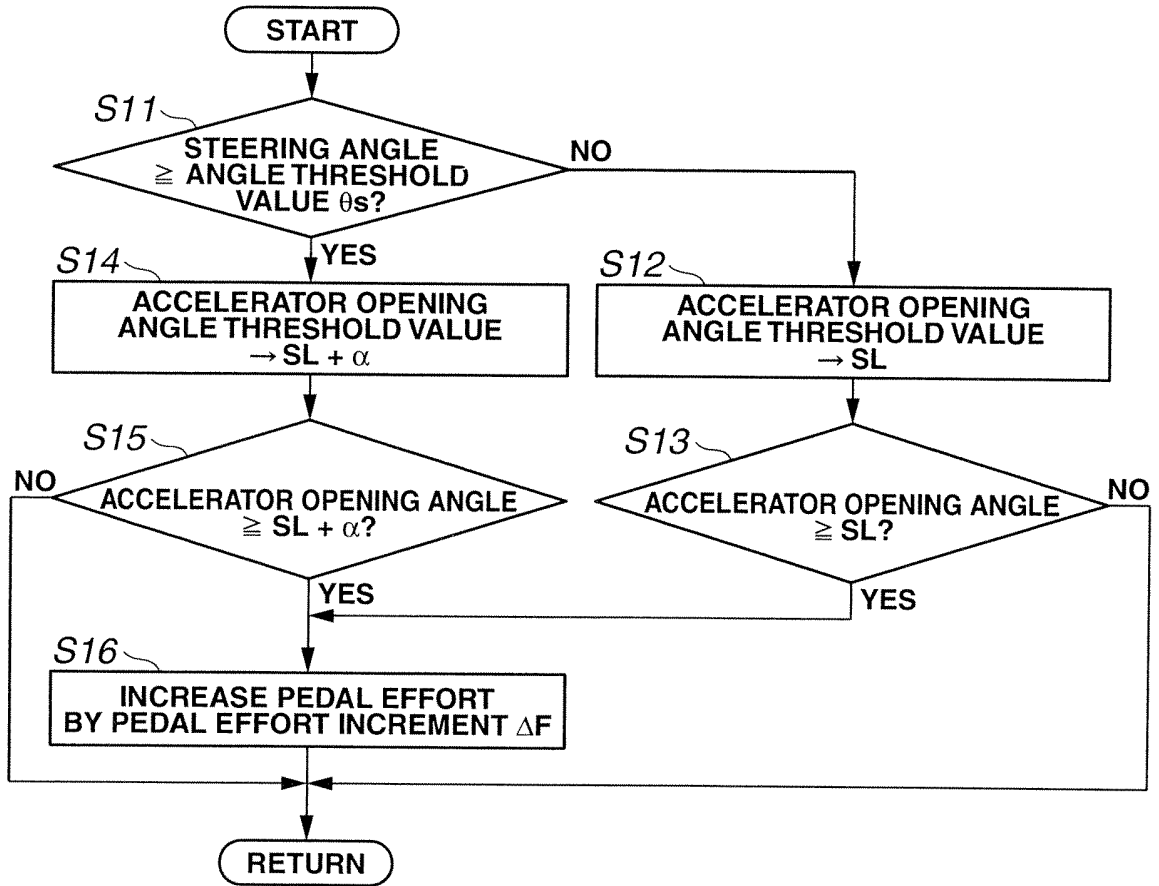 START
S11
STEERING ANGLE
≧ ANGLE THRESHOLD
VALUE θs?
NO
YES
S14
ACCELERATOR OPENING
ANGLE THRESHOLD VALUE
→ SL + α
S12
ACCELERATOR OPENING
ANGLE THRESHOLD VALUE
→ SL
S15
NO
ACCELERATOR OPENING ANGLE
≧ SL + α?
YES
S13
ACCELERATOR OPENING ANGLE
≧ SL?
NO
YES
S16
INCREASE PEDAL EFFORT
BY PEDAL EFFORT INCREMENT ΔF
RETURN